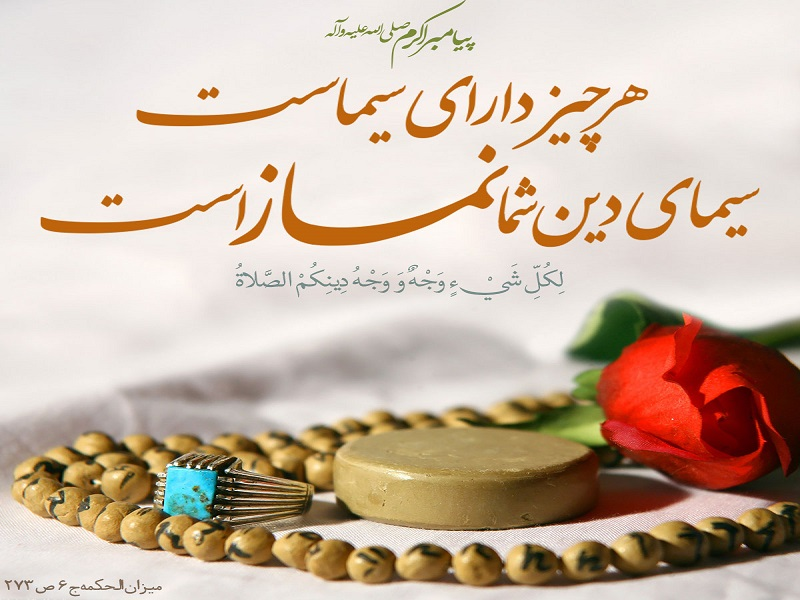 پیامبر اکرم صلی الله علیه و آله
هر چیز دارای سیماست
سیمای دین شما نماز است
لِكُلِّ شَيْءٍ وَجْهٌ وَ وَجْهُ دِينِكُمْ الصَّلاةُ
میزان الحکمه ج ۶ ص ۲۷۳